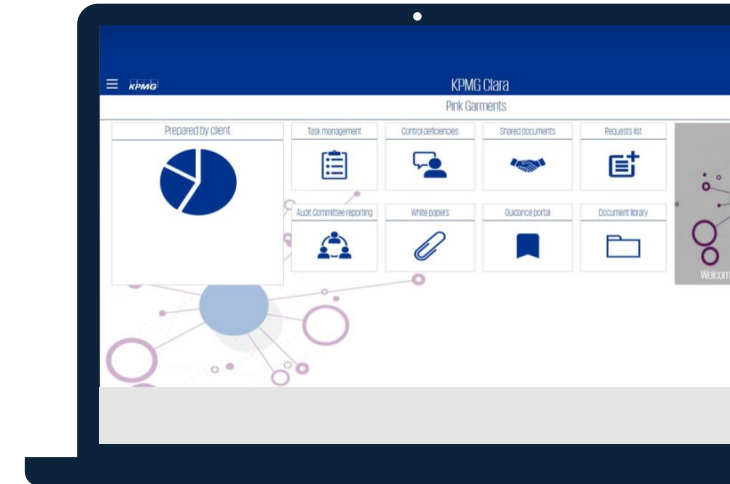 KPMG
KPMG Clara
Pink Garments
Prepared by client
Task management
Control deficiencies
Shared documents
Requests list
Audit Committee reporting
White papers
Guidance portal
Document library
Welcom